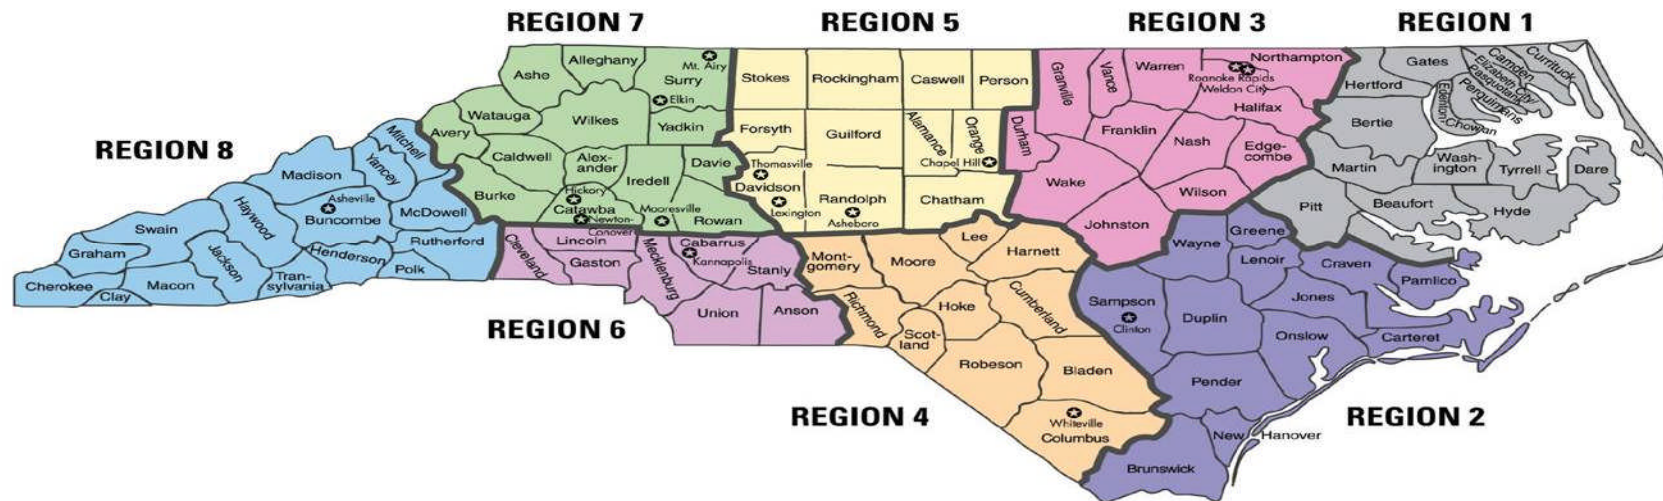 REGION 7
REGION 5
REGION 3
REGION 1
REGION 8
REGION 6
REGION 4
REGION 2
Ashe
Alleghany
Surry
Mt. Airy
Elkin
Watauga
Wilkes
Yadkin
Avery
Caldwell
Alex-
ander
Davie
Iredell
Burke
Hickory
Catawba
Newton-
Conover
Mooresville
Rowan
Stokes
Rockingham
Caswell
Person
Forsyth
Guilford
Alamance
Orange
Chapel Hill
Thomasville
Davidson
Lexington
Randolph
Asheboro
Chatham
Granville
Vance
Warren
Northampton
Roanoke Rapids
Weldon City
Halifax
Durham
Franklin
Nash
Edge-
combe
Wake
Wilson
Johnston
Gates
Camden
Currituck
Elizabeth City/
Pasquotank
Perquimans
Edenton/
Chowan
Hertford
Bertie
Martin
Wash-
ington
Tyrrell
Dare
Pitt
Beaufort
Hyde
Mitchell
Yancey
Madison
Asheville
Buncombe
McDowell
Haywood
Swain
Rutherford
Henderson
Polk
Graham
Jackson
Tran-
sylvania
Cherokee
Clay
Macon
Cleveland
Lincoln
Gaston
Mecklenburg
Cabarrus
Kannapolis
Stanly
Union
Anson
Mont-
gomery
Moore
Lee
Harnett
Richmond
Hoke
Cumberland
Scot-
land
Robeson
Bladen
Whiteville
Columbus
Wayne
Greene
Lenoir
Craven
Pamlico
Sampson
Clinton
Duplin
Jones
Onslow
Carteret
Pender
New Hanover
Brunswick